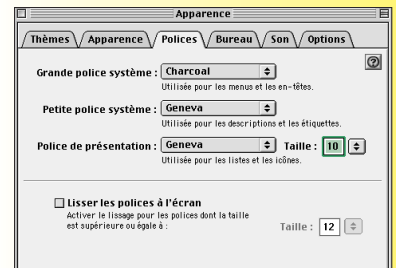 Apparence
Thèmes Apparence Polices Bureau Son Options
?
Grande police système : Charcoal
Utilisée pour les menus et les en-têtes.
Petite police système : Geneva
Utilisée pour les descriptions et les étiquettes.
Police de présentation : Geneva Taille : 10
Utilisée pour les listes et les icônes.
Lisser les polices à l'écran
Activer le lissage pour les polices dont la taille
est supérieure ou égale à : Taille : 12